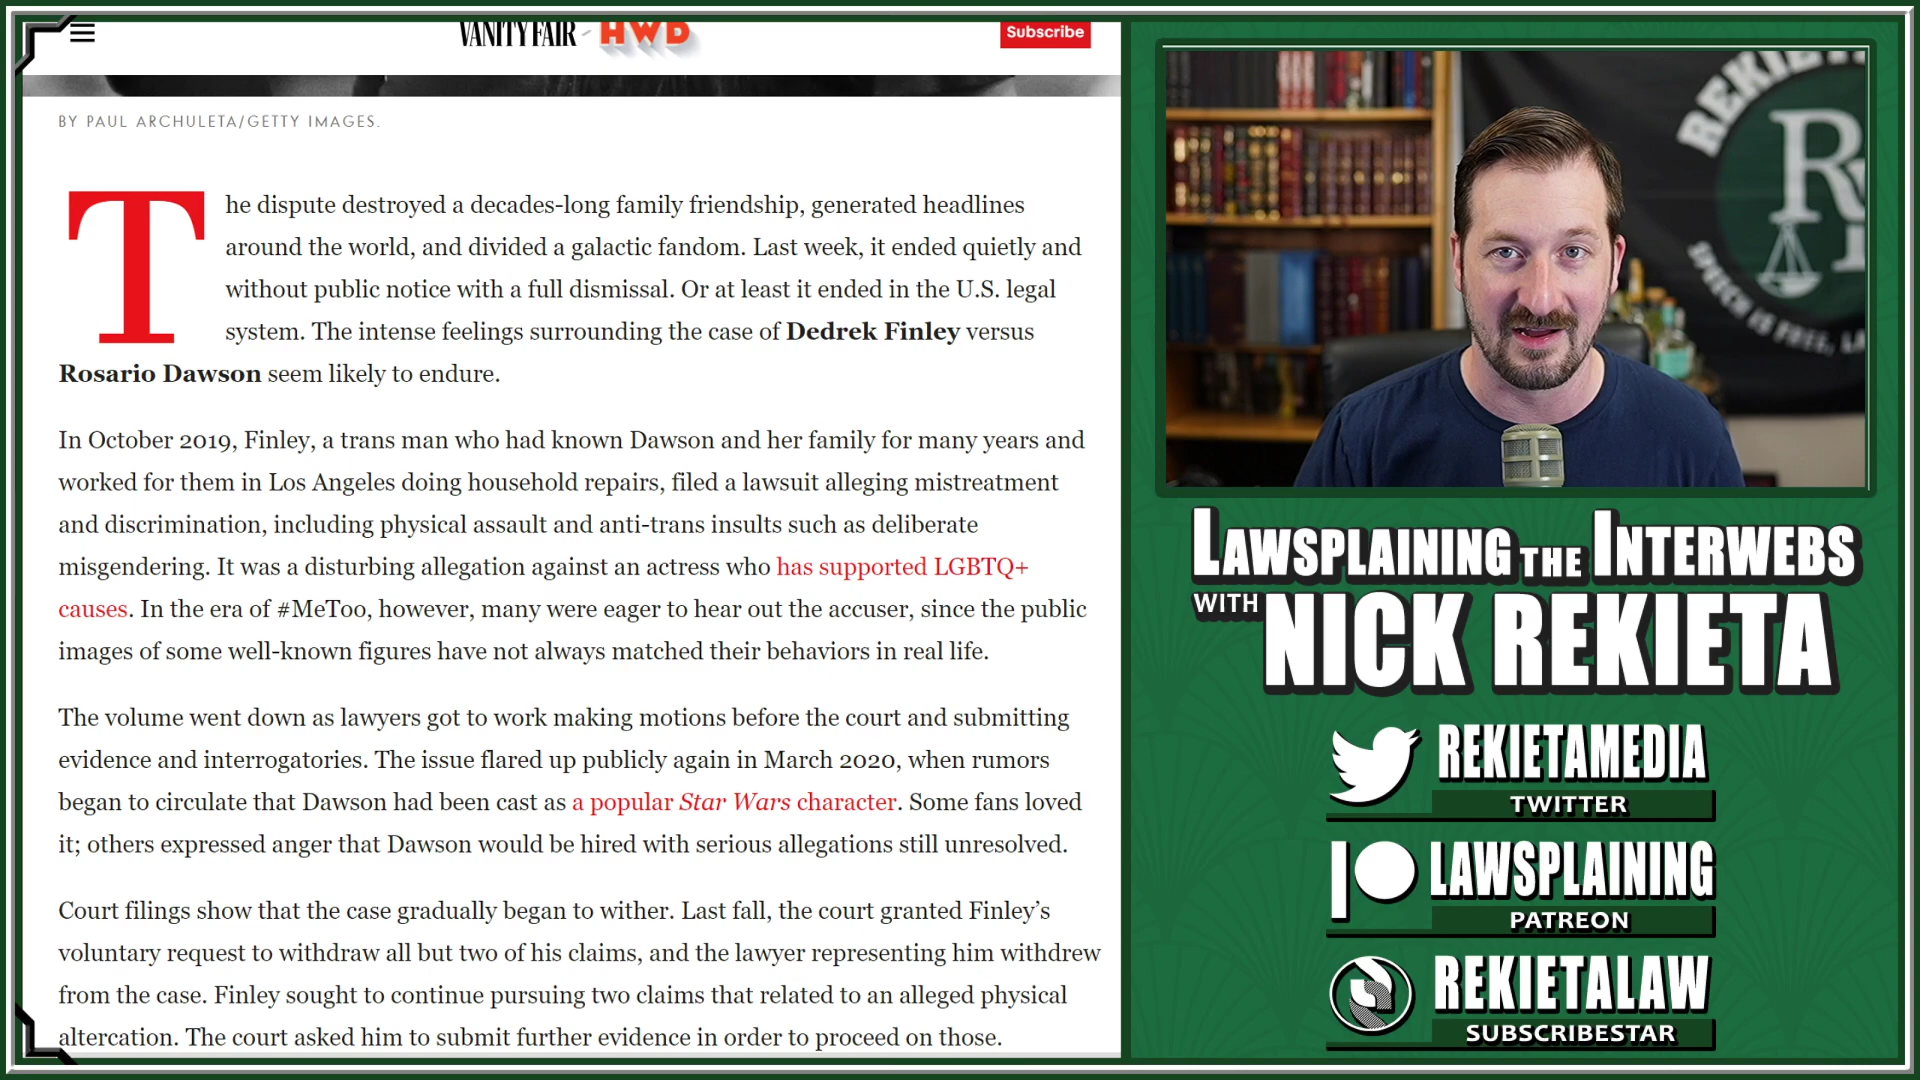 VANITY FAIR HWD
Subscribe
BY PAUL ARCHULETA/GETTY IMAGES.
The dispute destroyed a decades-long family friendship, generated headlines
around the world, and divided a galactic fandom. Last week, it ended quietly and
without public notice with a full dismissal. Or at least it ended in the U.S. legal
system. The intense feelings surrounding the case of Dedrek Finley versus
Rosario Dawson seem likely to endure.
In October 2019, Finley, a trans man who had known Dawson and her family for many years and
worked for them in Los Angeles doing household repairs, filed a lawsuit alleging mistreatment
and discrimination, including physical assault and anti-trans insults such as deliberate
misgendering. It was a disturbing allegation against an actress who has supported LGBTQ+
causes. In the era of #MeToo, however, many were eager to hear out the accuser, since the public
images of some well-known figures have not always matched their behaviors in real life.
The volume went down as lawyers got to work making motions before the court and submitting
evidence and interrogatories. The issue flared up publicly again in March 2020, when rumors
began to circulate that Dawson had been cast as a popular Star Wars character. Some fans loved
it; others expressed anger that Dawson would be hired with serious allegations still unresolved.
Court filings show that the case gradually began to wither. Last fall, the court granted Finley's
voluntary request to withdraw all but two of his claims, and the lawyer representing him withdrew
from the case. Finley sought to continue pursuing two claims that related to an alleged physical
altercation. The court asked him to submit further evidence in order to proceed on those.
REKIE
R
SPEECH IS FREE, LA
LAWSPLAINING THE INTERWEBS
WITH NICK REKIETA
REKIETAMEDIA
TWITTER
LAWSPLAINING
PATREON
REKIETALAW
SUBSCRIBESTAR